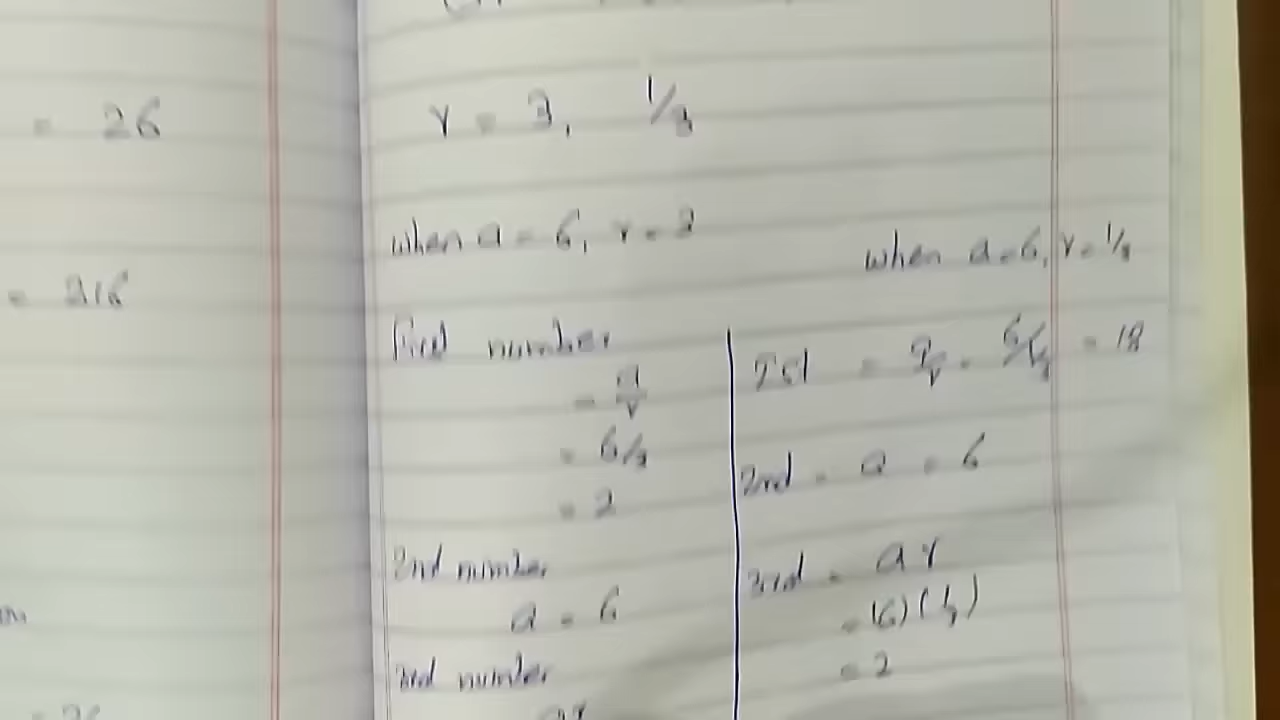 = 26
= 216
r = 3, 1/3
when a = 6, r = 3
First number
= a/r
= 6/3
= 2
2nd number
a = 6
3rd number
ar
when a = 6, r = 1/3
1st = a/r = 6/1/3 = 18
2nd = a = 6
3rd = ar
= (6) (1/3)
= 2